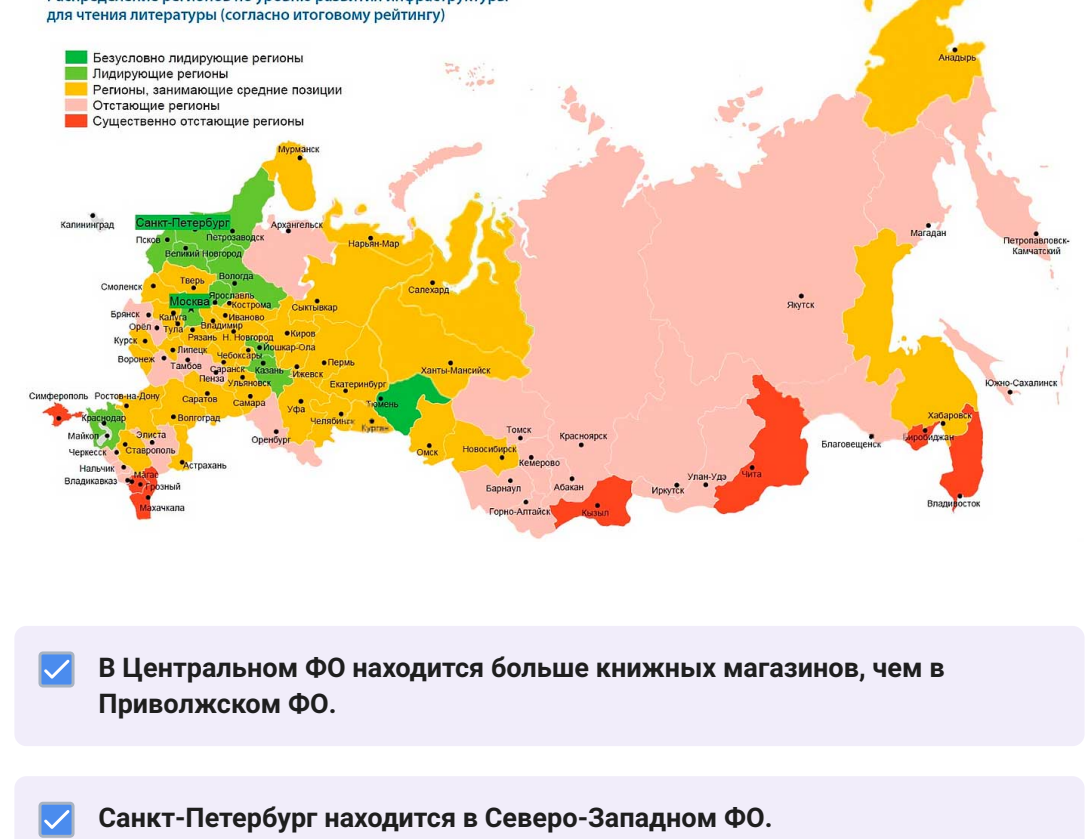 для чтения литературы (согласно итоговому рейтингу)
Безусловно лидирующие регионы
Лидирующие регионы
Регионы, занимающие средние позиции
Отстающие регионы
Существенно отстающие регионы
Анадырь
Мурманск
Калининград
Санкт-Петербург
Архангельск
Псков
Петрозаводск
Нарьян-Мар
Великий Новгород
Магадан
Петропавловск-
Камчатский
Вологда
Тверь
Смоленск
Салехард
Ярославль
Москва
Кострома
Сыктывкар
Якутск
Брянск
Калуга
Иваново
Орёл
Тула
Владимир
Рязань
Н. Новгород
Киров
Курск
Йошкар-Ола
Липецк
Чебоксары
Воронеж
Тамбов
Саранск
Казань
Пермь
Ижевск
Ханты-Мансийск
Пенза
Ульяновск
Екатеринбург
Южно-Сахалинск
Симферополь
Ростов-на-Дону
Саратов
Самара
Уфа
Тюмень
Краснодар
Волгоград
Челябинск
Курган
Хабаровск
Майкоп
Элиста
Оренбург
Томск
Красноярск
Биробиджан
Благовещенск
Черкесск
Ставрополь
Омск
Новосибирск
Кемерово
Нальчик
Астрахань
Чита
Магас
Улан-Удэ
Владикавказ
Грозный
Барнаул
Абакан
Иркутск
Махачкала
Горно-Алтайск
Кызыл
Владивосток
В Центральном ФО находится больше книжных магазинов, чем в
Приволжском ФО.
Санкт-Петербург находится в Северо-Западном ФО.